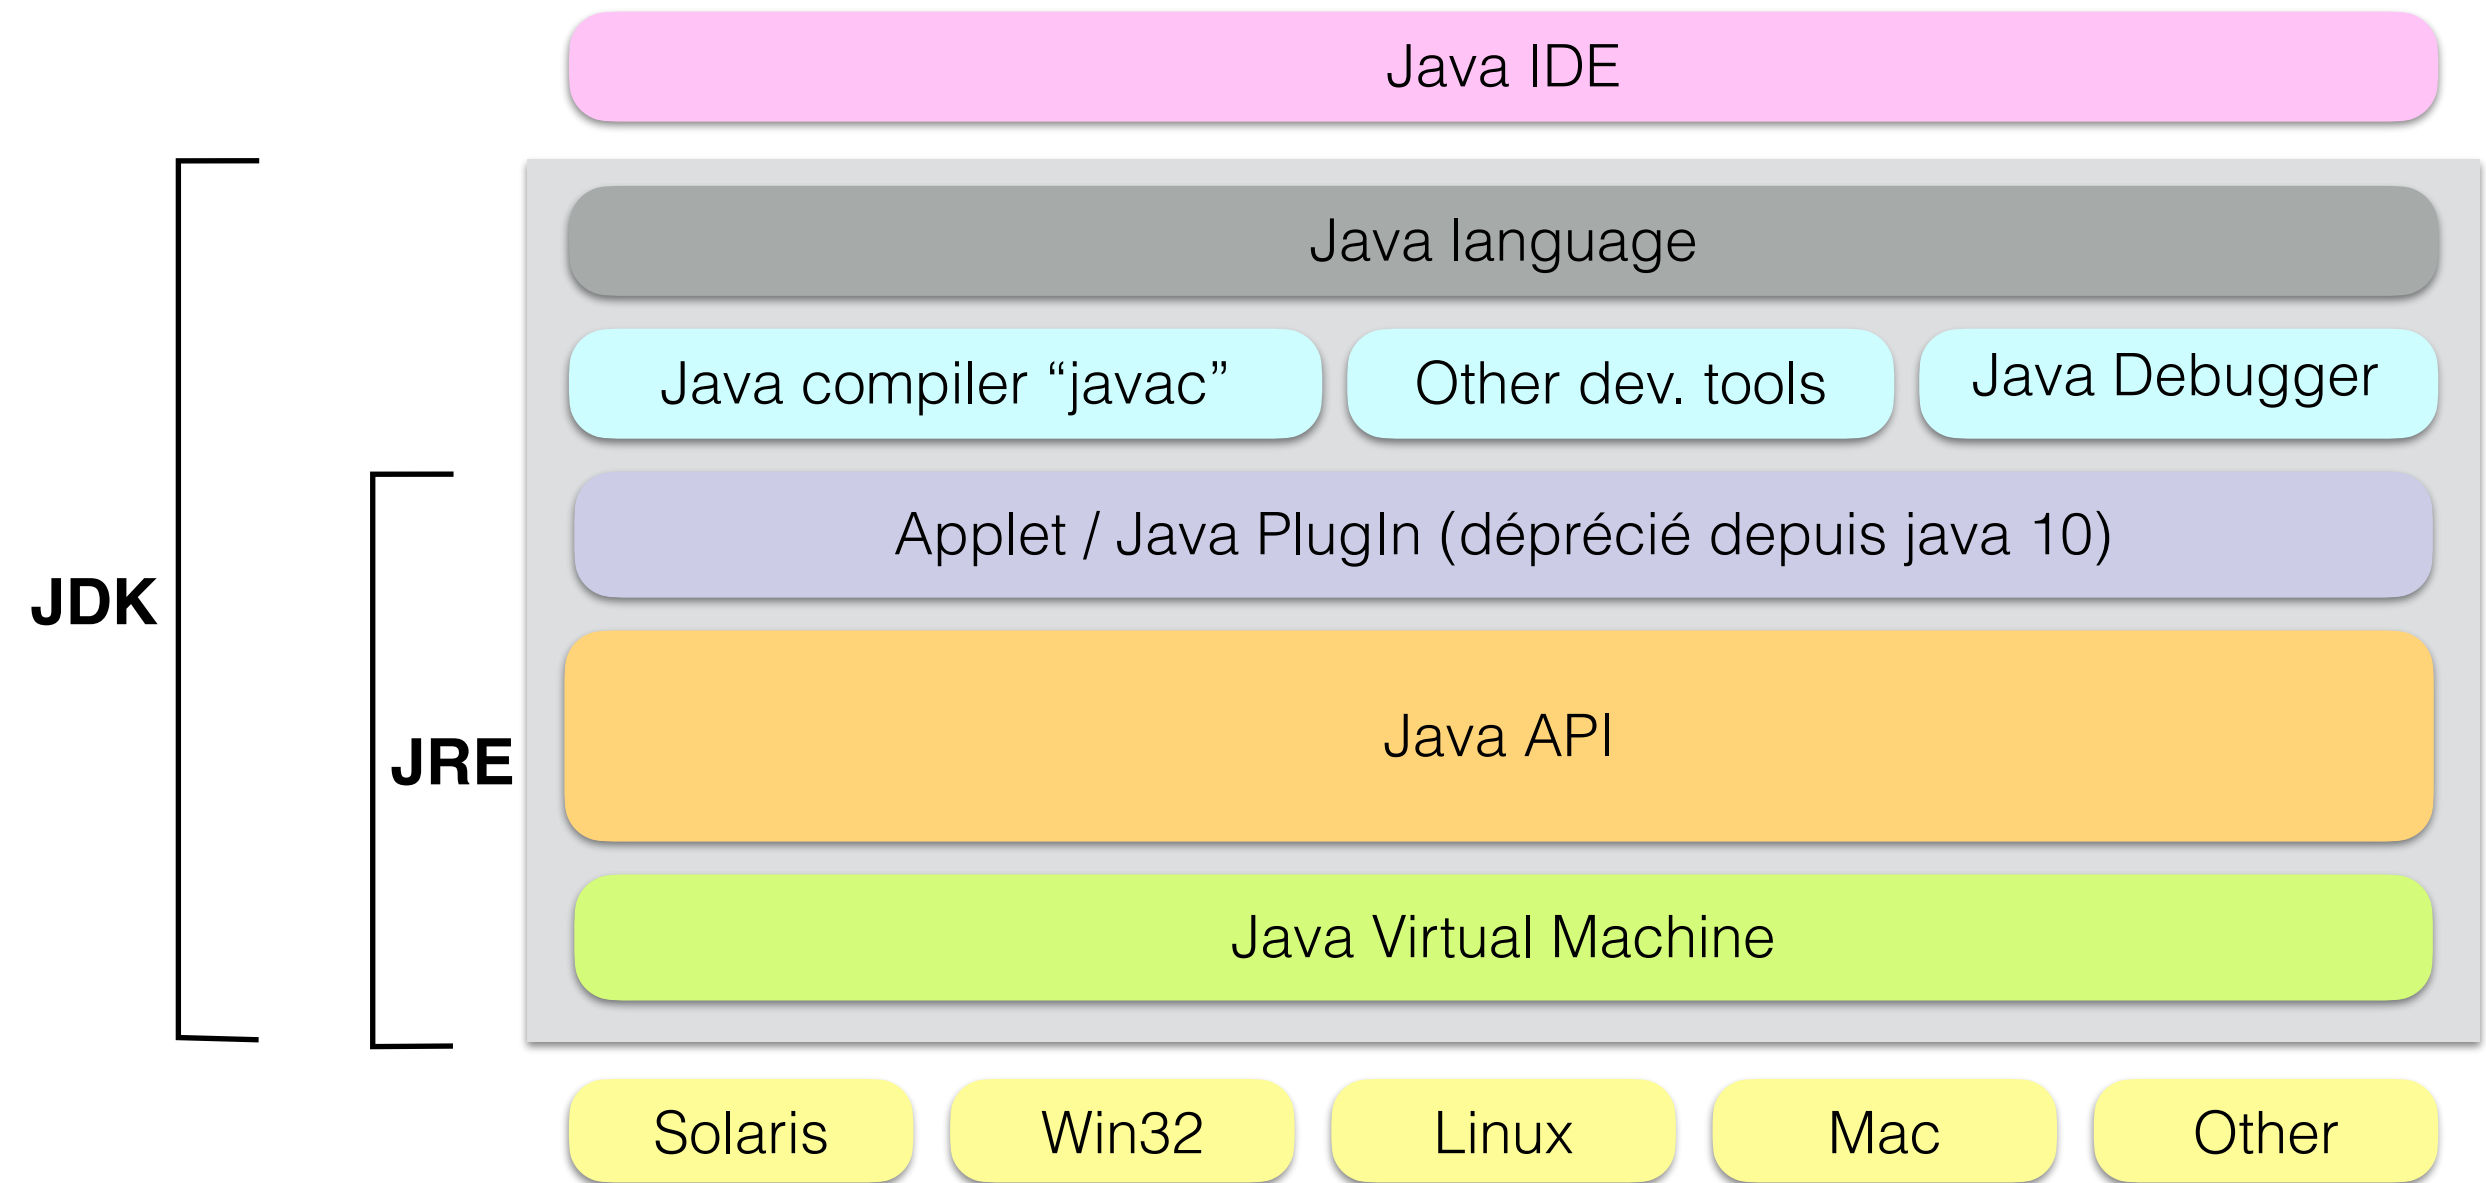 Java IDE
Java language
Java compiler “javac”
Other dev. tools
Java Debugger
Applet / Java PlugIn (déprécié depuis java 10)
JDK
JRE
Java API
Java Virtual Machine
Solaris
Win32
Linux
Mac
Other